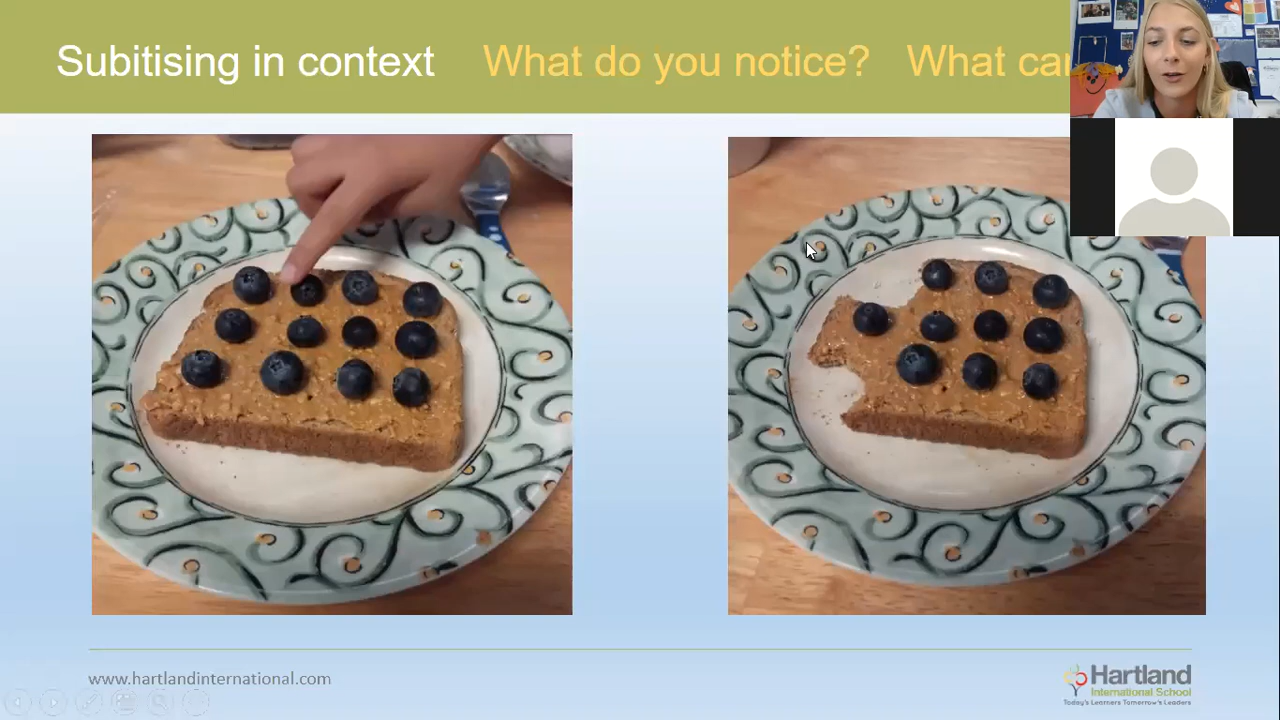 Subitising in context What do you notice? What ca
www.hartlandinternational.com
Hartland
International School
Today's Learners Tomorrow's Leaders